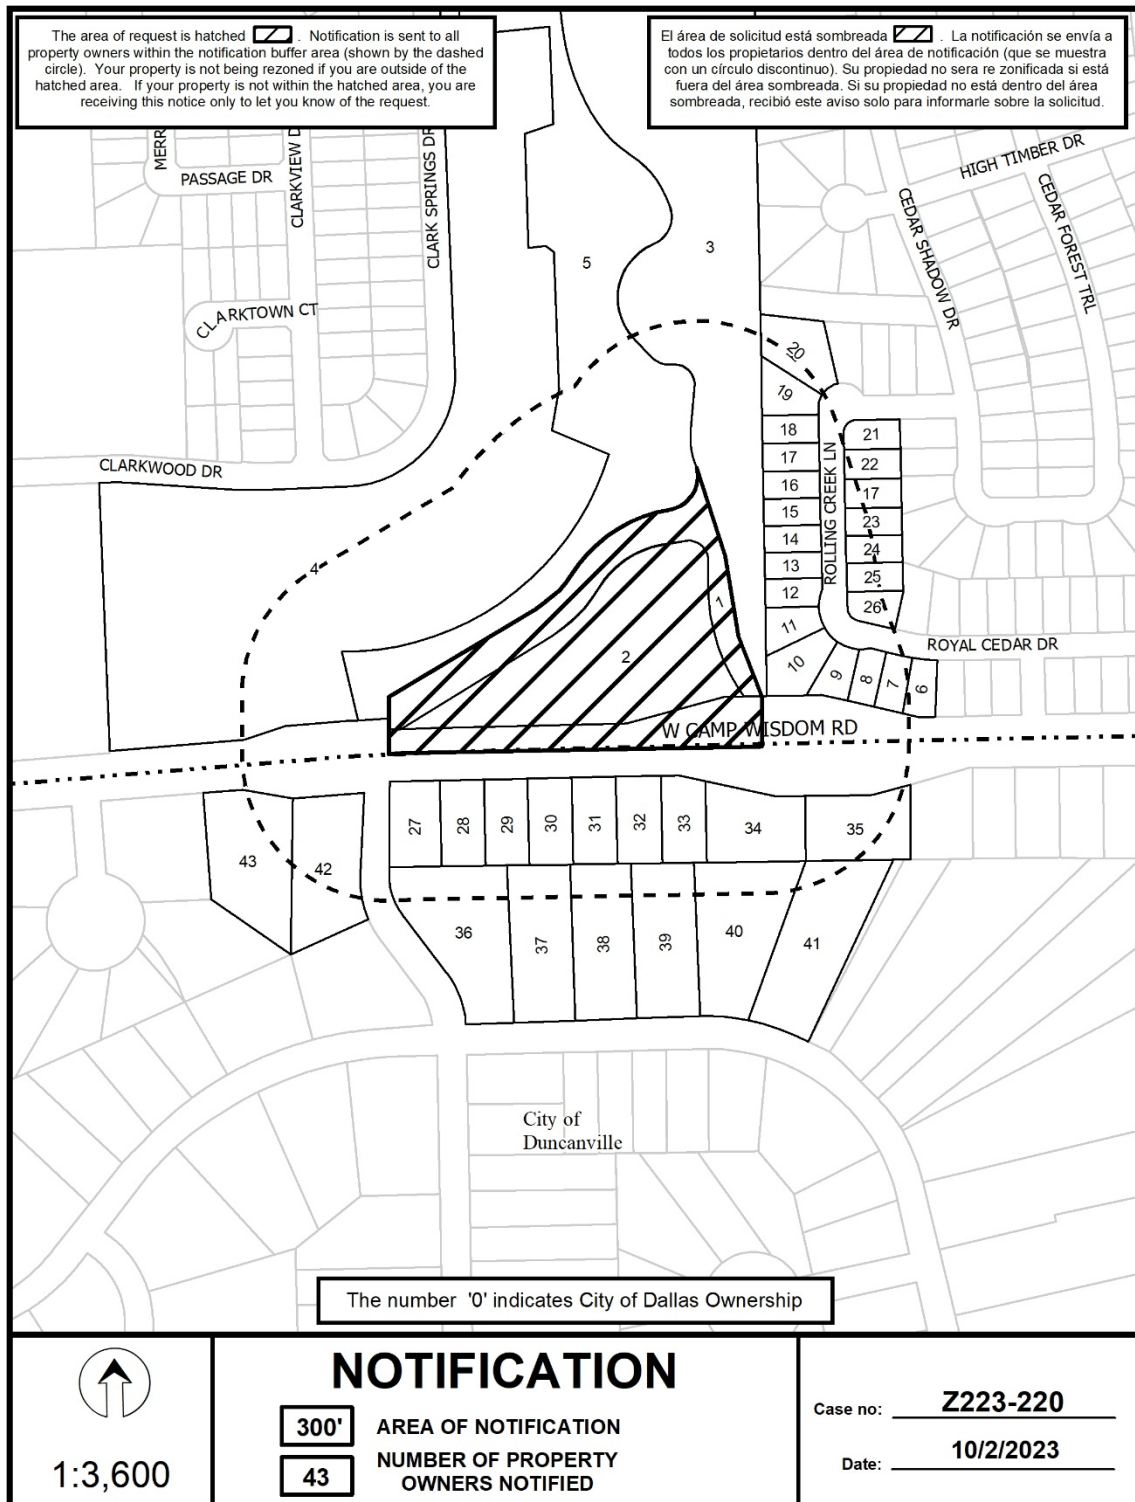 The area of request is hatched . Notification is sent to all
property owners within the notification buffer area (shown by the dashed
circle). Your property is not being rezoned if you are outside of the
hatched area. If your property is not within the hatched area, you are
receiving this notice only to let you know of the request.
El área de solicitud está sombreada . La notificación se envía a
todos los propietarios dentro del área de notificación (que se muestra
con un círculo discontinuo). Su propiedad no sera re zonificada si está
fuera del área sombreada. Si su propiedad no está dentro del área
sombreada, recibió este aviso solo para informarle sobre la solicitud.
MERR
PASSAGE DR
CLARKVIEW D
CLARK SPRINGS DR
HIGH TIMBER DR
CEDAR SHADOW DR
CEDAR FOREST TRL
5
3
CLARKTOWN CT
20
19
18
17
16
15
14
13
12
11
10
ROLLING CREEK LN
21
22
17
23
24
25
26
CLARKWOOD DR
4
1
2
ROYAL CEDAR DR
9
8
7
6
W CAMP WISDOM RD
27
28
29
30
31
32
33
34
35
43
42
36
37
38
39
40
41
City of
Duncanville
The number '0' indicates City of Dallas Ownership
1:3,600
NOTIFICATION
300' AREA OF NOTIFICATION
43 NUMBER OF PROPERTY
OWNERS NOTIFIED
Case no: Z223-220
Date: 10/2/2023